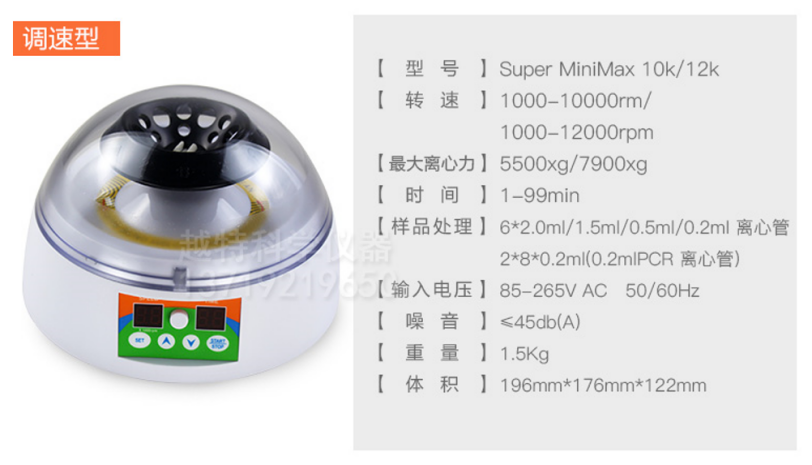 调速型
【 型 号 】Super MiniMax 10k/12k
【 转 速 】1000-10000rm/
1000-12000rpm
【最大离心力】5500xg/7900xg
【 时 间 】1-99min
【样品处理】6*2.0ml/1.5ml/0.5ml/0.2ml 离心管
2*8*0.2ml(0.2mlPCR 离心管)
【输入电压】85-265V AC 50/60Hz
【 噪 音 】≤45db(A)
【 重 量 】1.5Kg
【 体 积 】196mm*176mm*122mm
越特科学仪器
13719219650
SET
START
STOP